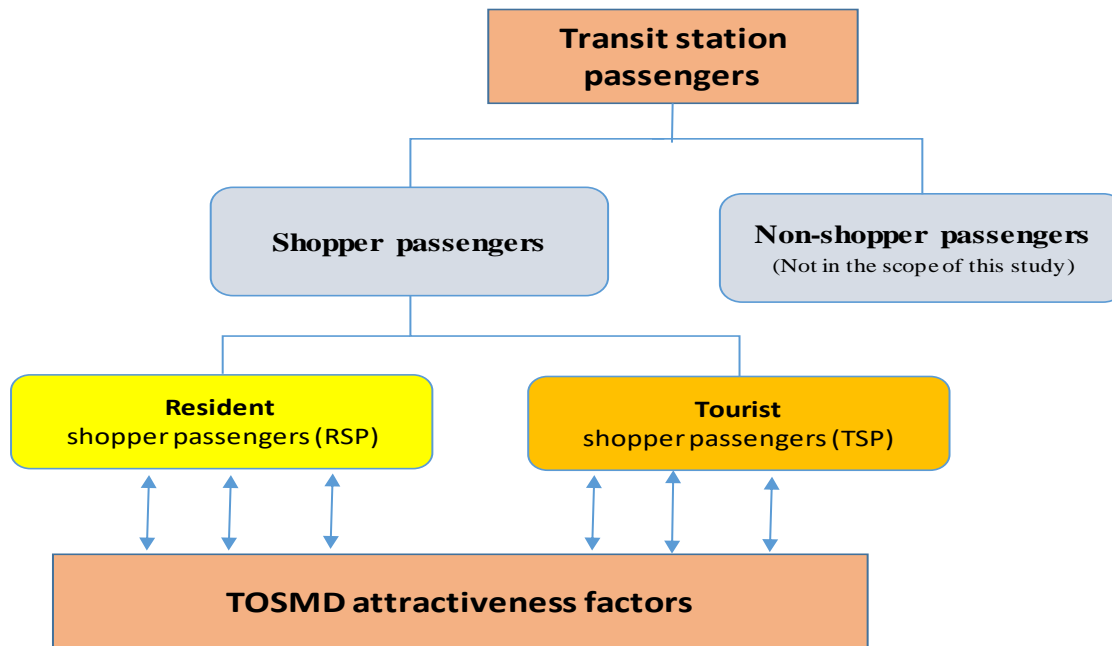 Transit station
passengers
Shopper passengers
Non-shopper passengers
(Not in the scope of this study)
Resident
shopper passengers (RSP)
Tourist
shopper passengers (TSP)
TOSMD attractiveness factors